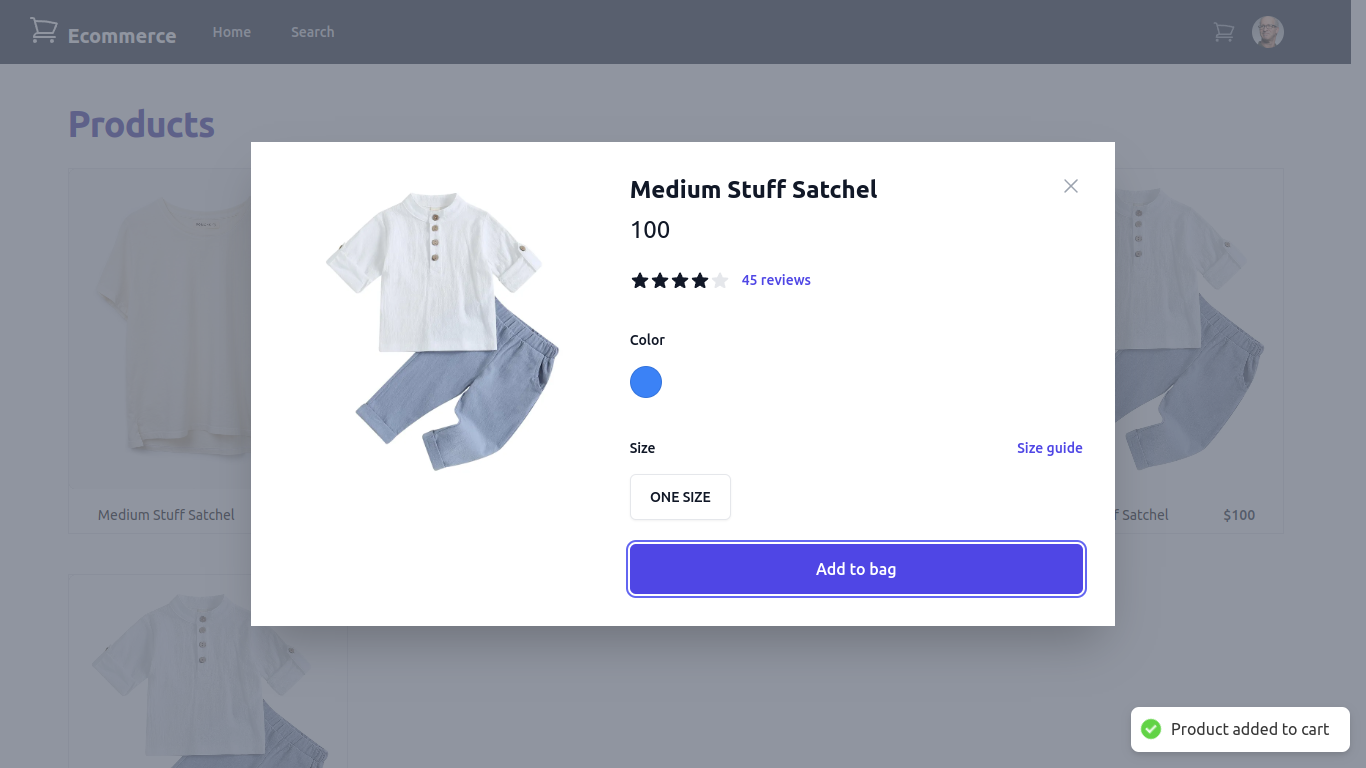 Ecommerce
Home
Search
Products
Medium Stuff Satchel
100
45 reviews
Color
Size
Size guide
ONE SIZE
Add to bag
Medium Stuff Satchel
f Satchel
$100
Product added to cart